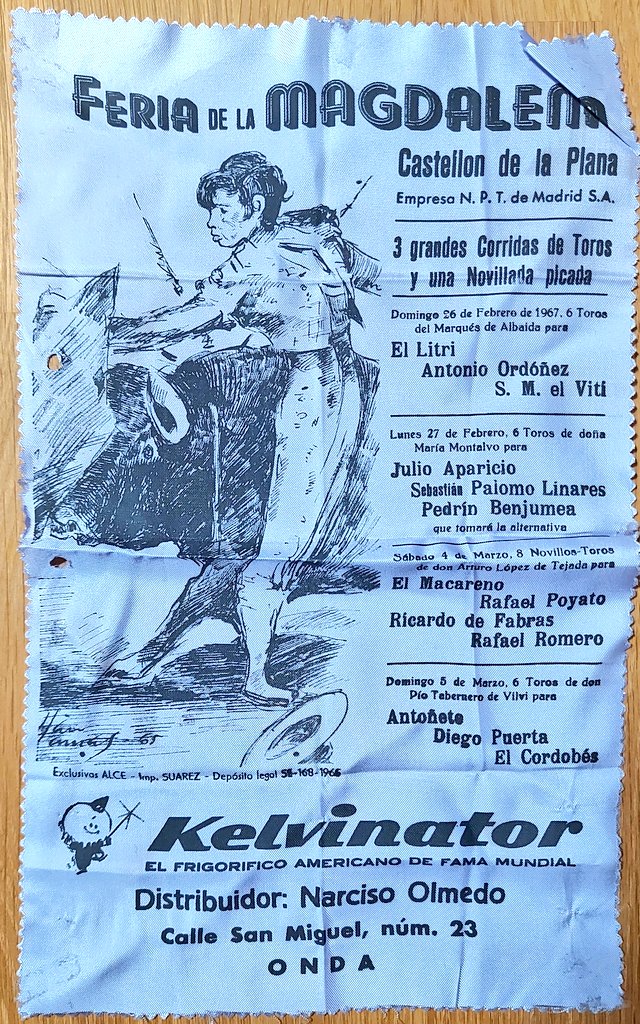 FERIA DE LA MAGDALEM
Castellon de la Plana
Empresa N. P. T. de Madrid S.A.
3 grandes Corridas de Toros
y una Novillada picada
Domingo 26 de Febrero de 1967, 6 Toros
del Marqués de Albaida para
El Litri
Antonio Ordóñez
S. M. el Viti
Lunes 27 de Febrero, 6 Toros de doña
María Montalvo para
Julio Aparicio
Sebastián Palomo Linares
Pedrín Benjumea
que tomará la alternativa
Sábado 4 de Marzo, 8 Novillos-Toros
de don Arturo López de Tejada para
El Macareno
Rafael Poyato
Ricardo de Fabras
Rafael Romero
Domingo 5 de Marzo, 6 Toros de don
Pío Tabernero de Vilvi para
Antoñete
Diego Puerta
El Cordobés
65
Exclusivas ALCE - Imp. SUAREZ - Depósito legal SE-168-1965
Kelvinator
EL FRIGORIFICO AMERICANO DE FAMA MUNDIAL
Distribuidor: Narciso Olmedo
Calle San Miguel, núm. 23
ONDA